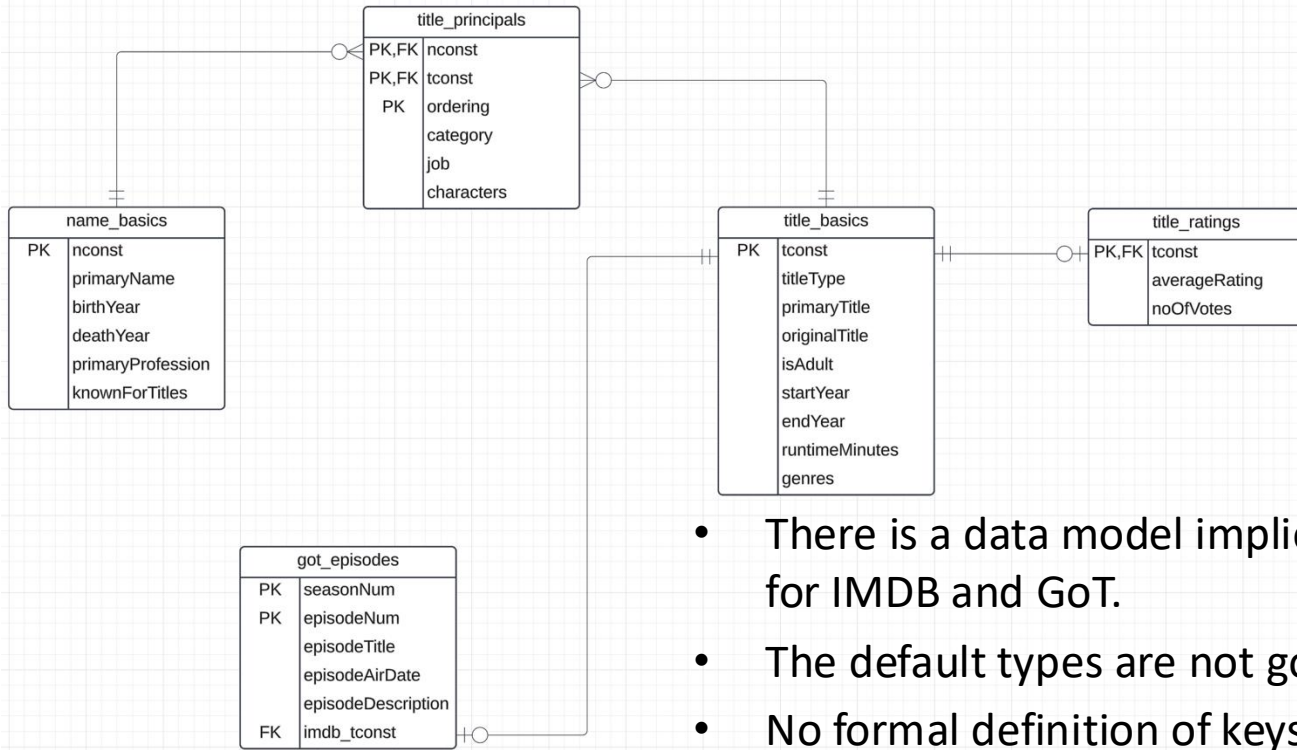 title_principals
PK,FK nconst
PK,FK tconst
PK ordering
category
job
characters
name_basics
PK nconst
primaryName
birthYear
deathYear
primaryProfession
knownForTitles
title_basics
PK tconst
titleType
primaryTitle
originalTitle
isAdult
startYear
endYear
runtimeMinutes
genres
title_ratings
PK,FK tconst
averageRating
noOfVotes
got_episodes
PK seasonNum
PK episodeNum
episodeTitle
episodeAirDate
episodeDescription
FK imdb_tconst
• There is a data model
for IMDB and GoT.
• The default types are not
• No formal definition of keys